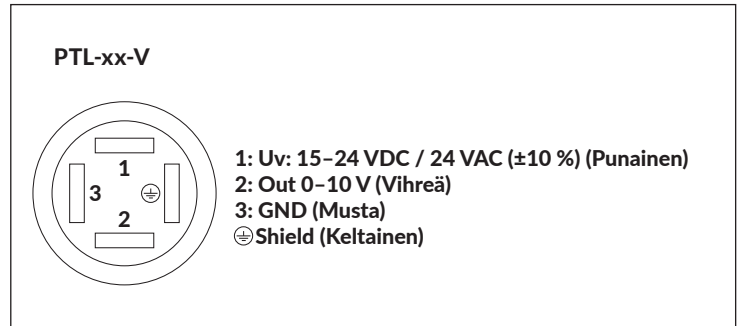 PTL-xx-V
1
3
2
1: Uv: 15–24 VDC / 24 VAC (±10 %) (Punainen)
2: Out 0–10 V (Vihreä)
3: GND (Musta)
⏚Shield (Keltainen)